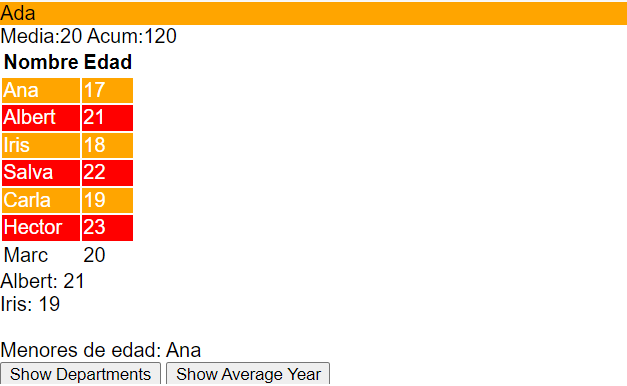 Ada
Media:20 Acum:120
Nombre Edad
Ana 17
Albert 21
Iris 18
Salva 22
Carla 19
Hector 23
Marc 20
Albert: 21
Iris: 19
Menores de edad: Ana
Show Departments Show Average Year